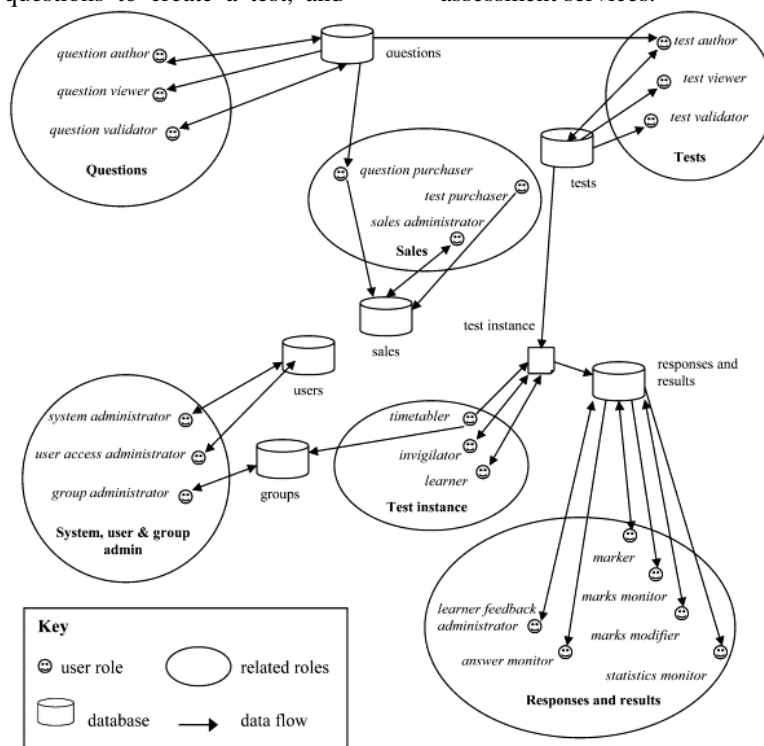 questions to create a test, and
assessment services.
question author
questions
test author
question viewer
test viewer
question validator
test validator
Questions
Tests
question purchaser
tests
test purchaser
sales administrator
Sales
test instance
sales
responses and
results
users
system administrator
timetabler
user access administrator
invigilator
group administrator
learner
groups
Test instance
System, user & group
admin
marker
marks monitor
learner feedback
administrator
marks modifier
answer monitor
statistics monitor
Responses and results
Key
user role
related roles
database
data flow